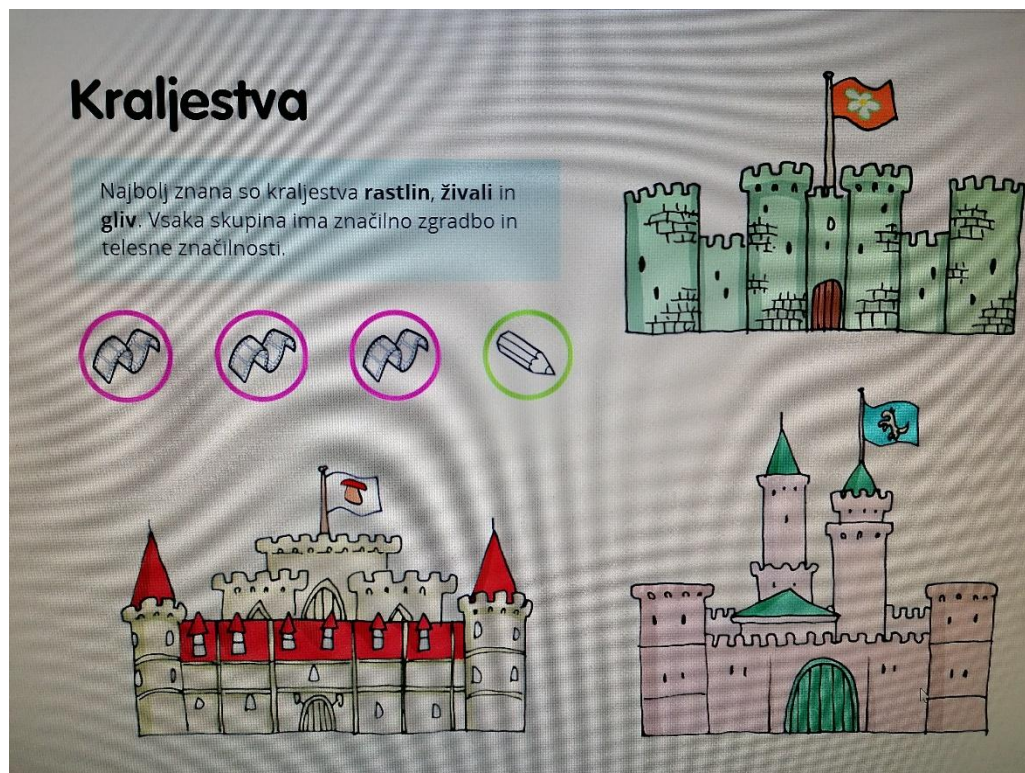 Kraljestva
Najbolj znana so kraljestva rastlin, živali in
gliv. Vsaka skupina ima značilno zgradbo in
telesne značilnosti.